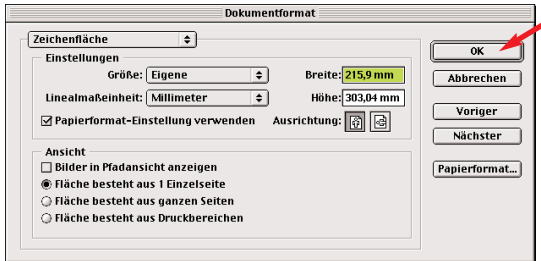 Dokumentformat
Zeichenfläche
Einstellungen
Größe: Eigene
Breite: 215,9 mm
Linealmaßeinheit: Millimeter
Höhe: 303,04 mm
Papierformat-Einstellung verwenden
Ausrichtung:
Ansicht
Bilder in Pfadansicht anzeigen
Fläche besteht aus 1 Einzelseite
Fläche besteht aus ganzen Seiten
Fläche besteht aus Druckbereichen
OK
Abbrechen
Voriger
Nächster
Papierformat...